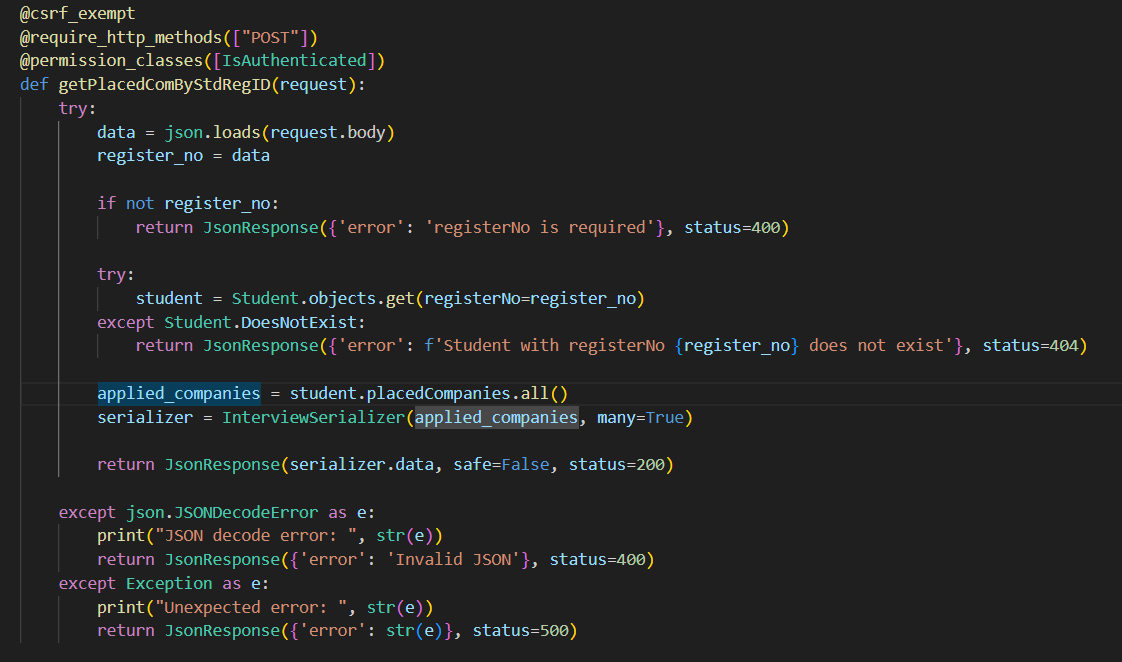 @csrf_exempt
@require_http_methods(["POST"])
@permission_classes([IsAuthenticated])
def getPlacedComByStdRegID(request):
    try:
        data = json.loads(request.body)
        register_no = data

        if not register_no:
            return JsonResponse({'error': 'registerNo is required'}, status=400)

        try:
            student = Student.objects.get(registerNo=register_no)
        except Student.DoesNotExist:
            return JsonResponse({'error': f'Student with registerNo {register_no} does not exist'}, status=404)

        applied_companies = student.placedCompanies.all()
        serializer = InterviewSerializer(applied_companies, many=True)

        return JsonResponse(serializer.data, safe=False, status=200)

    except json.JSONDecodeError as e:
        print("JSON decode error: ", str(e))
        return JsonResponse({'error': 'Invalid JSON'}, status=400)
    except Exception as e:
        print("Unexpected error: ", str(e))
        return JsonResponse({'error': str(e)}, status=500)